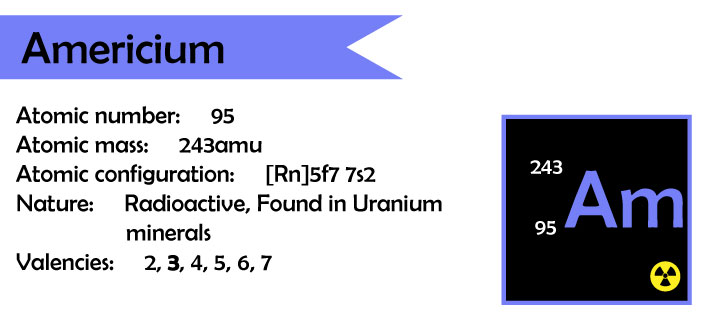 Americium
Atomic number: 95
Atomic mass: 243amu
Atomic configuration: [Rn]5f7 7s2
Nature: Radioactive, Found in Uranium
minerals
Valencies: 2, 3, 4, 5, 6, 7
243
Am
95